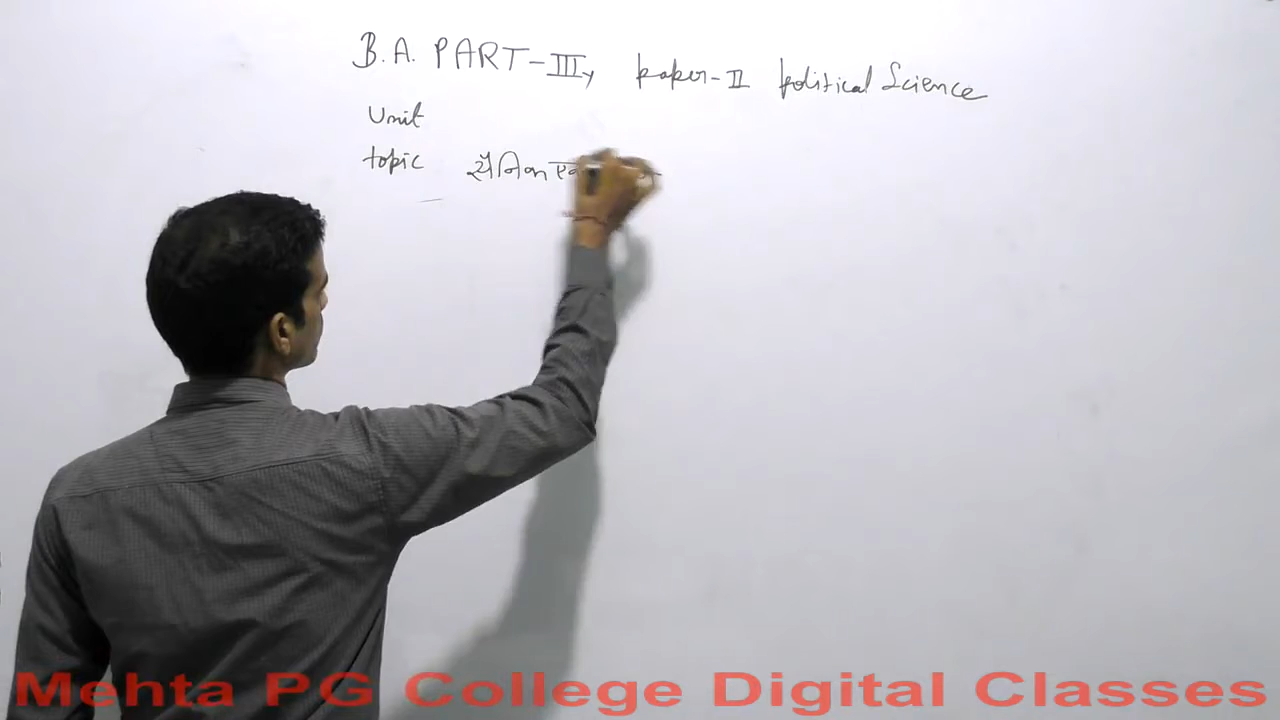 B.A. PART-III, paper-II Political Science
Unit
topic
Mehta PG College Digital Classes